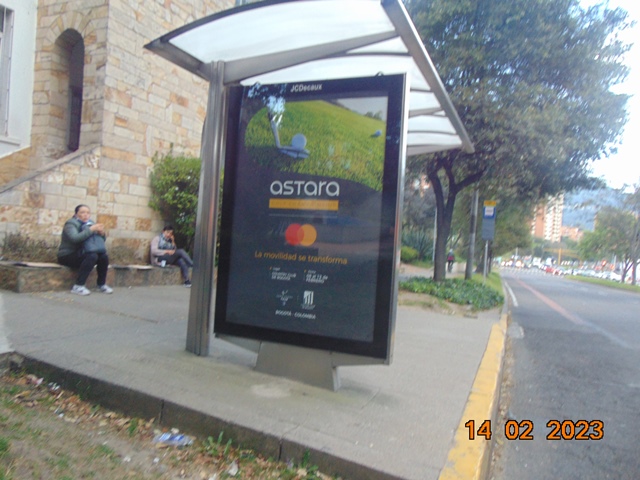 JCDecaux
astara
La movilidad se transforma
BOGOTÁ - COLOMBIA
14 02 2023